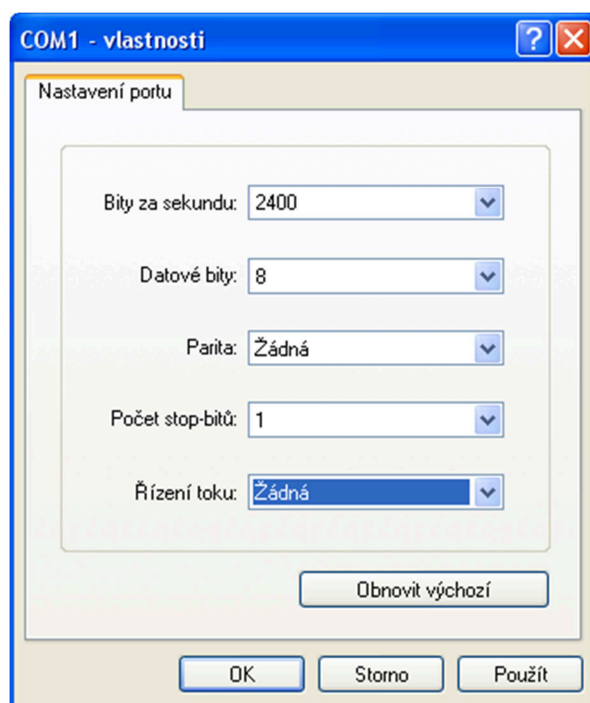 COM1 - vlastnosti
Nastavení portu
Bity za sekundu: 2400
Datové bity: 8
Parita: Žádná
Počet stop-bitů: 1
Řízení toku: Žádná
Obnovit výchozí
OK Storno Použít